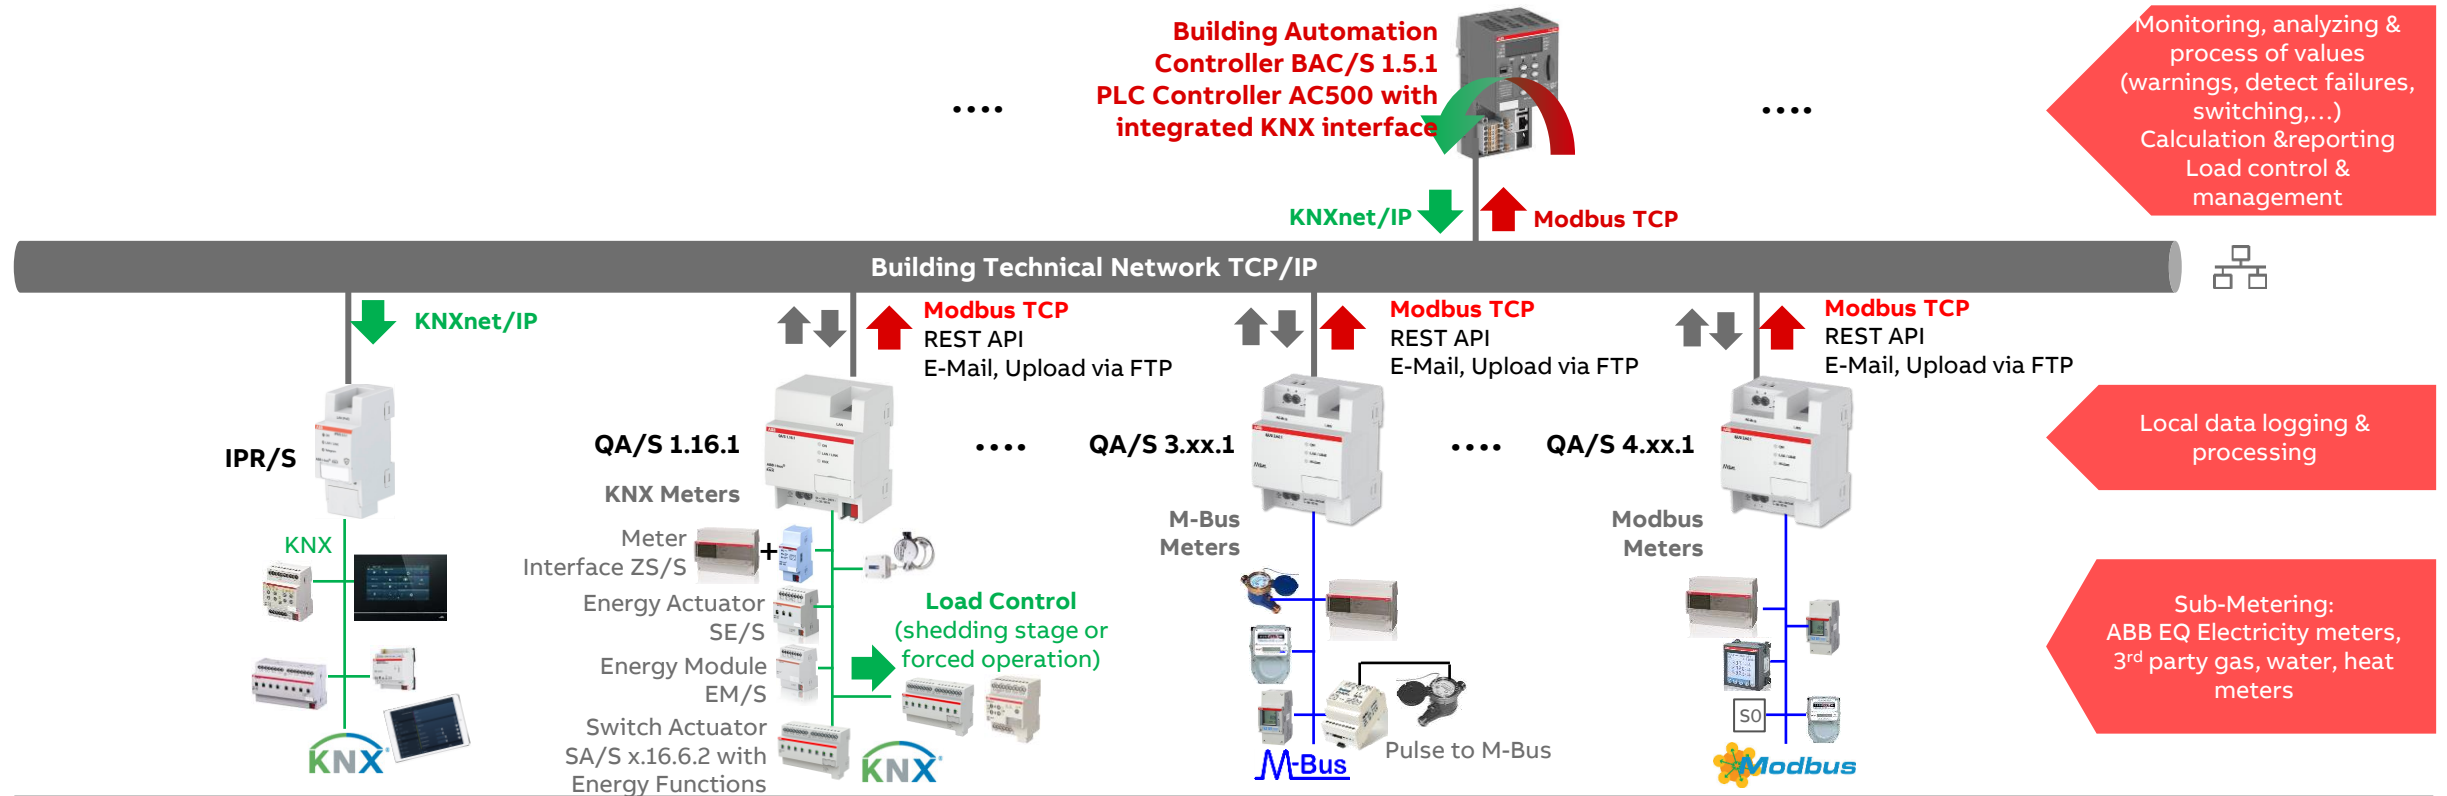 Building Automation
Controller BAC/S 1.5.1
PLC Controller AC500 with
integrated KNX interface
....
....
Monitoring, analyzing &
process of values
(warnings, detect failures,
switching,...)
Calculation &reporting
Load control &
management
KNXnet/IP
Modbus TCP
Building Technical Network TCP/IP
KNXnet/IP
Modbus TCP
REST API
E-Mail, Upload via FTP
Modbus TCP
REST API
E-Mail, Upload via FTP
Modbus TCP
REST API
E-Mail, Upload via FTP
IPR/S
QA/S 1.16.1
....
QA/S 3.xx.1
....
QA/S 4.xx.1
Local data logging &
processing
KNX
KNX Meters
Meter
Interface ZS/S
+
Energy Actuator
SE/S
Energy Module
EM/S
Switch Actuator
SA/S x.16.6.2 with
Energy Functions
Load Control
(shedding stage or
forced operation)
M-Bus
Meters
Pulse to M-Bus
Modbus
Meters
S0
Sub-Metering:
ABB EQ Electricity meters,
3rd party gas, water, heat
meters
KNX
KNX
M-Bus
Modbus